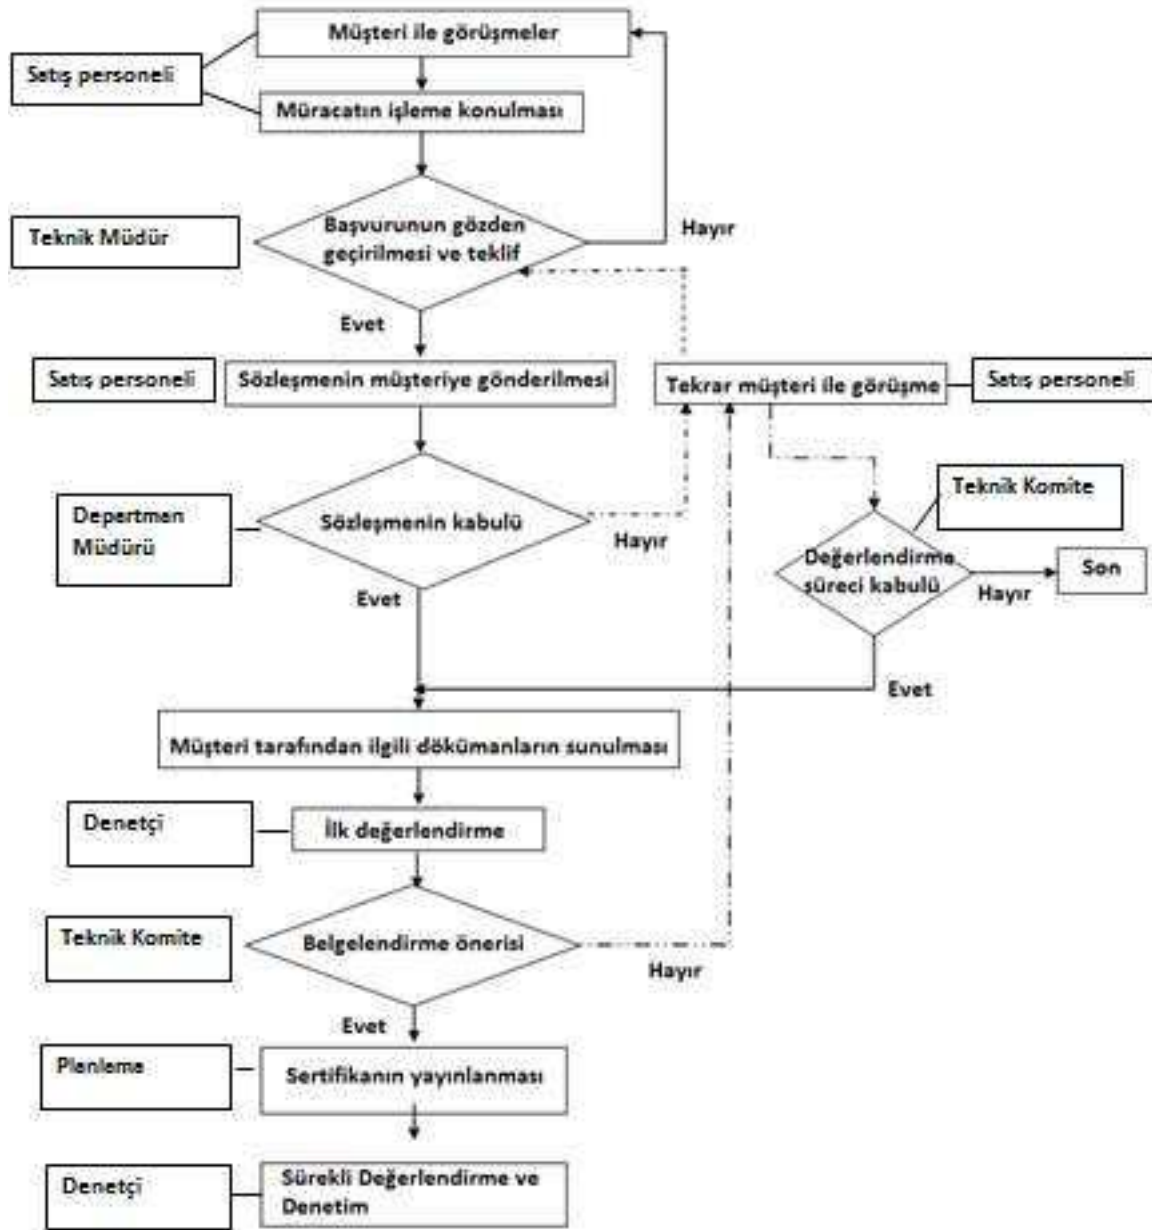 Müşteri ile görüşmeler
Satış personeli
Müracatın işleme konulması
Başvurunun gözden
geçirilmesi ve teklif
Teknik Müdür
Hayır
Evet
Satış personeli
Sözleşmenin müşteriye gönderilmesi
Tekrar müşteri ile görüşme
Satış personeli
Departman
Müdürü
Sözleşmenin kabulü
Hayır
Evet
Teknik Komite
Değerlendirme
süreci kabulü
Hayır
Son
Evet
Müşteri tarafından ilgili dökümanların sunulması
Denetçi
İlk değerlendirme
Teknik Komite
Belgelendirme önerisi
Hayır
Evet
Planlama
Sertifikanın yayınlanması
Denetçi
Sürekli Değerlendirme ve
Denetim